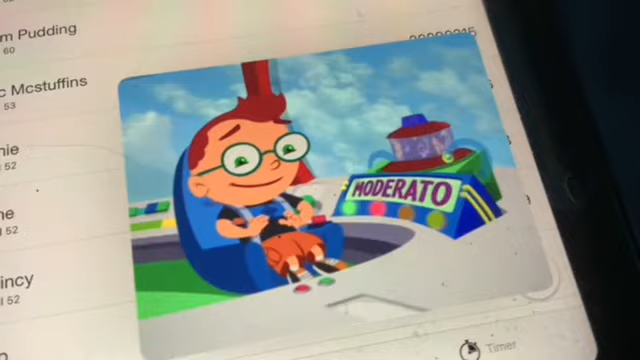 m Pudding
60
c Mcstuffins
53
nie
52
ne
52
incy
52
MODERATO
Timer